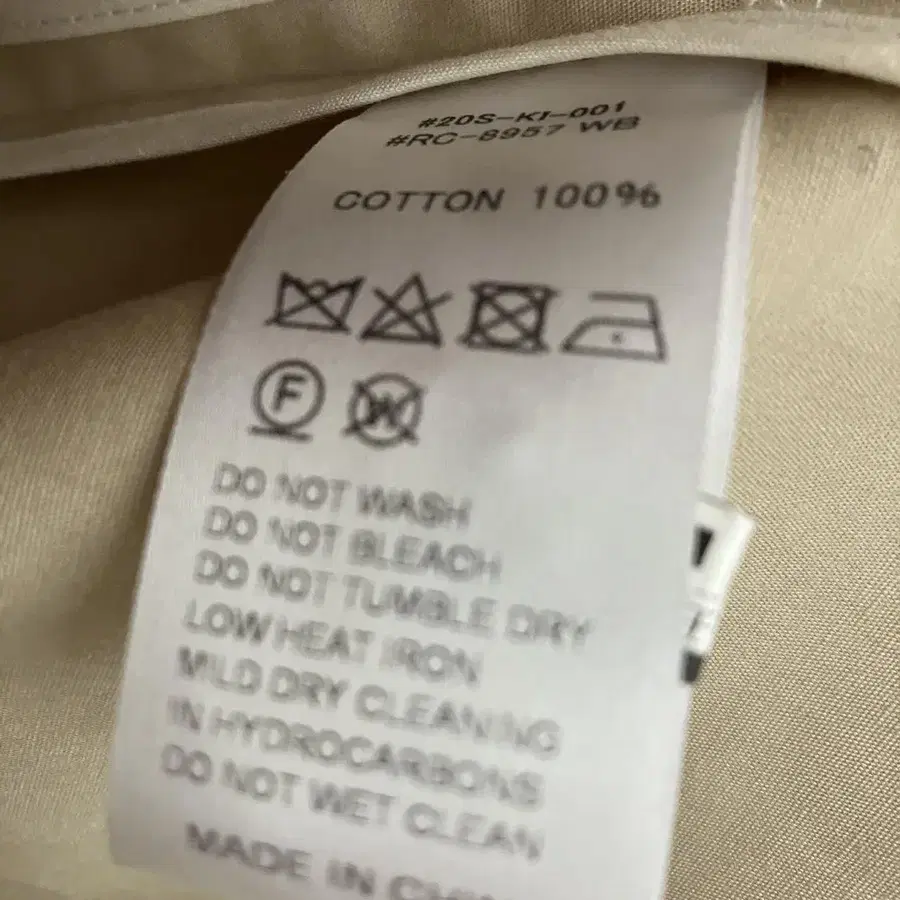 #20S-KI-001
#RC-8957 WB
COTTON 100%
F W
DO NOT WASH
DO NOT BLEACH
DO NOT TUMBLE DRY
LOW HEAT IRON
MILD DRY CLEANING
IN HYDROCARBONS
DO NOT WET CLEAN
MADE IN